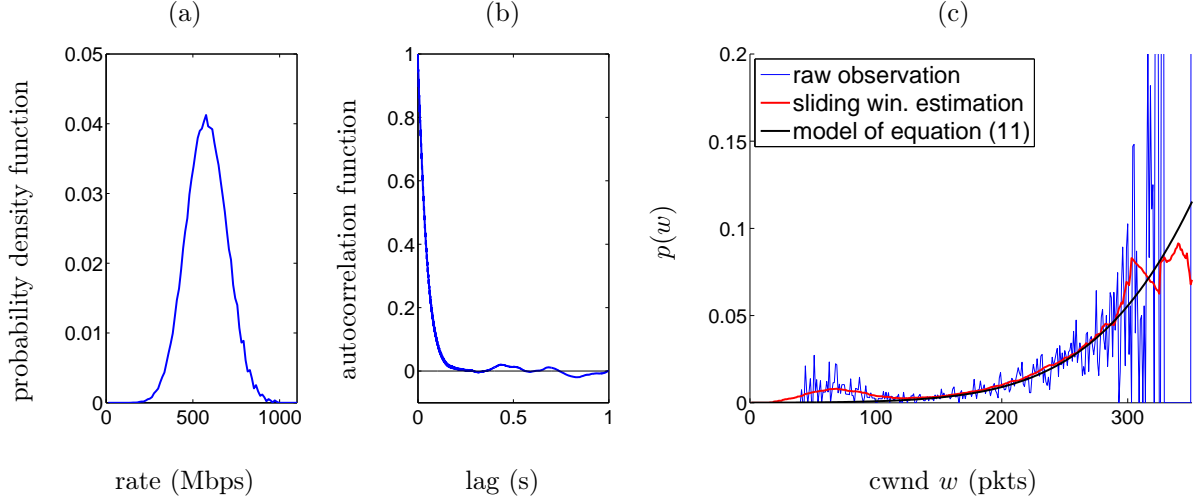 (a)
probability density function
0.05
0.04
0.03
0.02
0.01
0
0 500 1000
rate (Mbps)
(b)
autocorrelation function
1
0.8
0.6
0.4
0.2
0
0 0.5 1
lag (s)
(c)
p(w)
0.2
0.15
0.1
0.05
0
raw observation
sliding win. estimation
model of equation (11)
0 100 200 300
cwnd w (pkts)